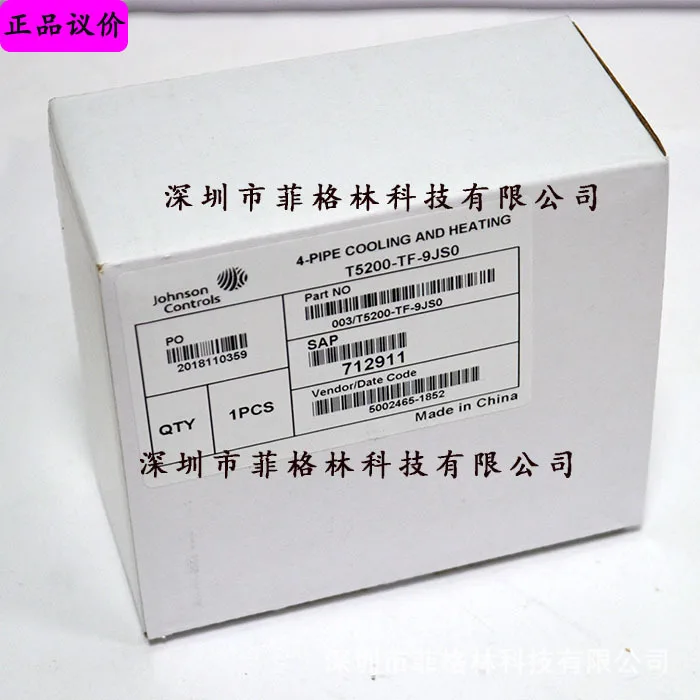 正品议价
深圳市菲格林科技有限公司
4-PIPE COOLING AND HEATING
T5200-TF-9JS0
Johnson
Controls
Part NO
003/T5200-TF-9JS0
PO
2018110359
SAP
712911
QTY
1PCS
Vendor/Date Code
5002465-1852
Made in China
深圳市菲格林科技有限公司
深圳市菲格林科技有限公司